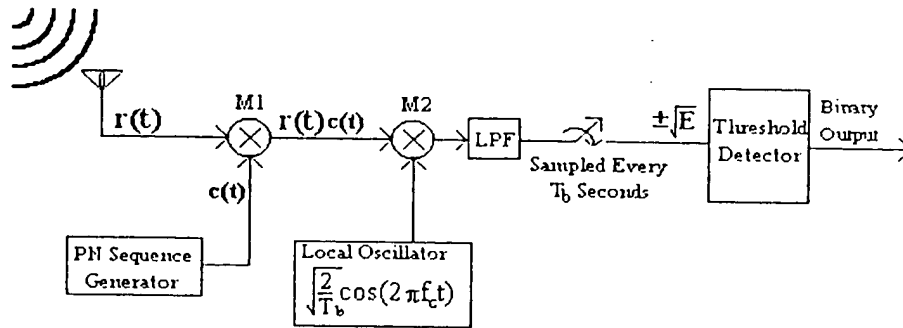 M1
M2
r(t)
r(t) c(t)
LPF
±√E
Threshold
Detector
Binary
Output
Sampled Every
T_b Seconds
c(t)
PN Sequence
Generator
Local Oscillator
√(2/T_b) cos(2πf_c t)